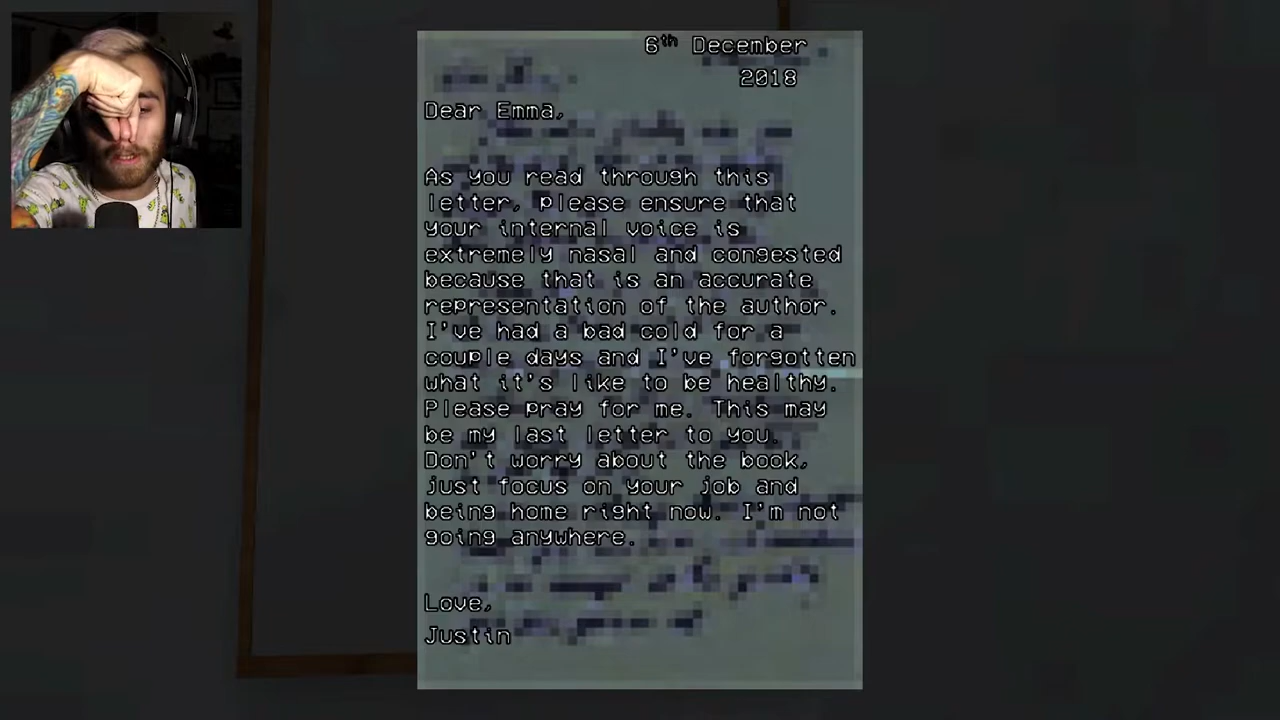 6th December
2018
Dear Emma,
As you read through this
letter, please ensure that
your internal voice is
extremely nasal and congested
because that is an accurate
representation of the author.
I've had a bad cold for a
couple days and I've forgotten
what it's like to be healthy.
Please pray for me. This may
be my last letter to you.
Don't worry about the book,
just focus on your job and
being home right now. I'm not
going anywhere.
Love,
Justin